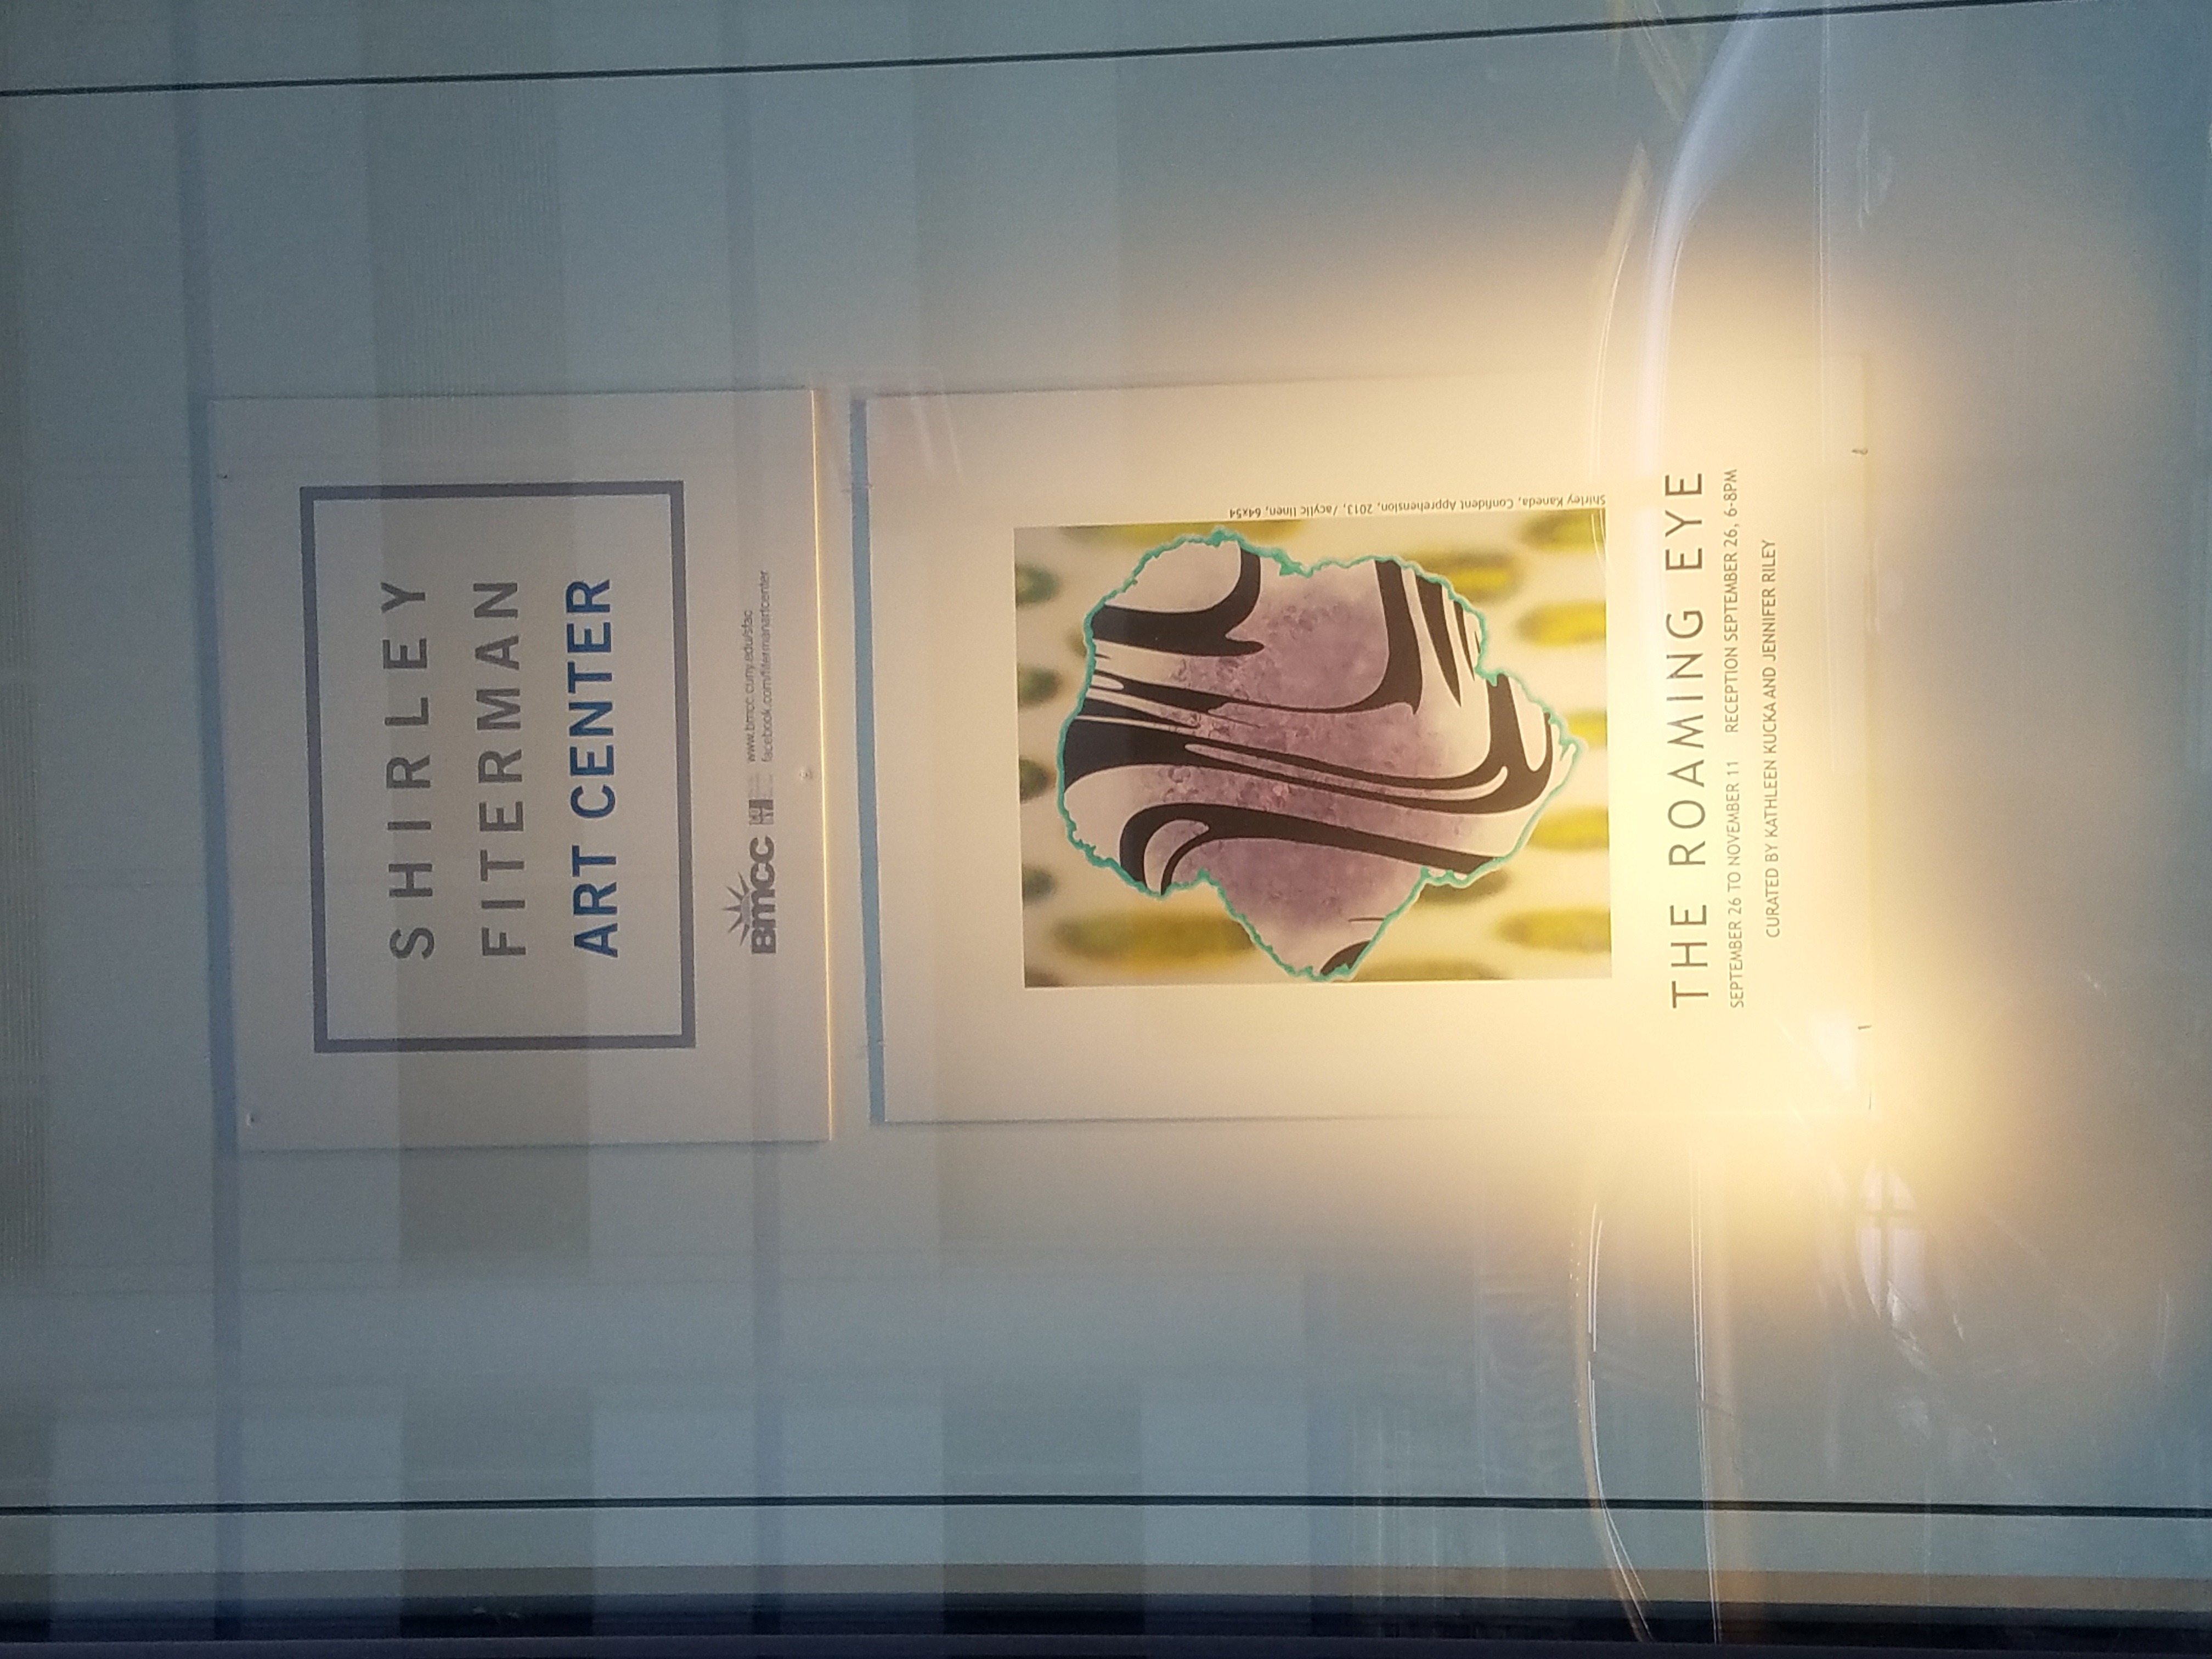 SHIRLEY
FITERMAN
ART CENTER
BMCC
www.bmcc.cuny.edu/sfac
facebook.com/fitermanartcenter
Shirley Kaneda, Confident Apprehension, 2013, /acylic linen, 64x54
THE ROAMING EYE
SEPTEMBER 26 TO NOVEMBER 11 RECEPTION SEPTEMBER 26, 6-8PM
CURATED BY KATHLEEN KUCKA AND JENNIFER RILEY